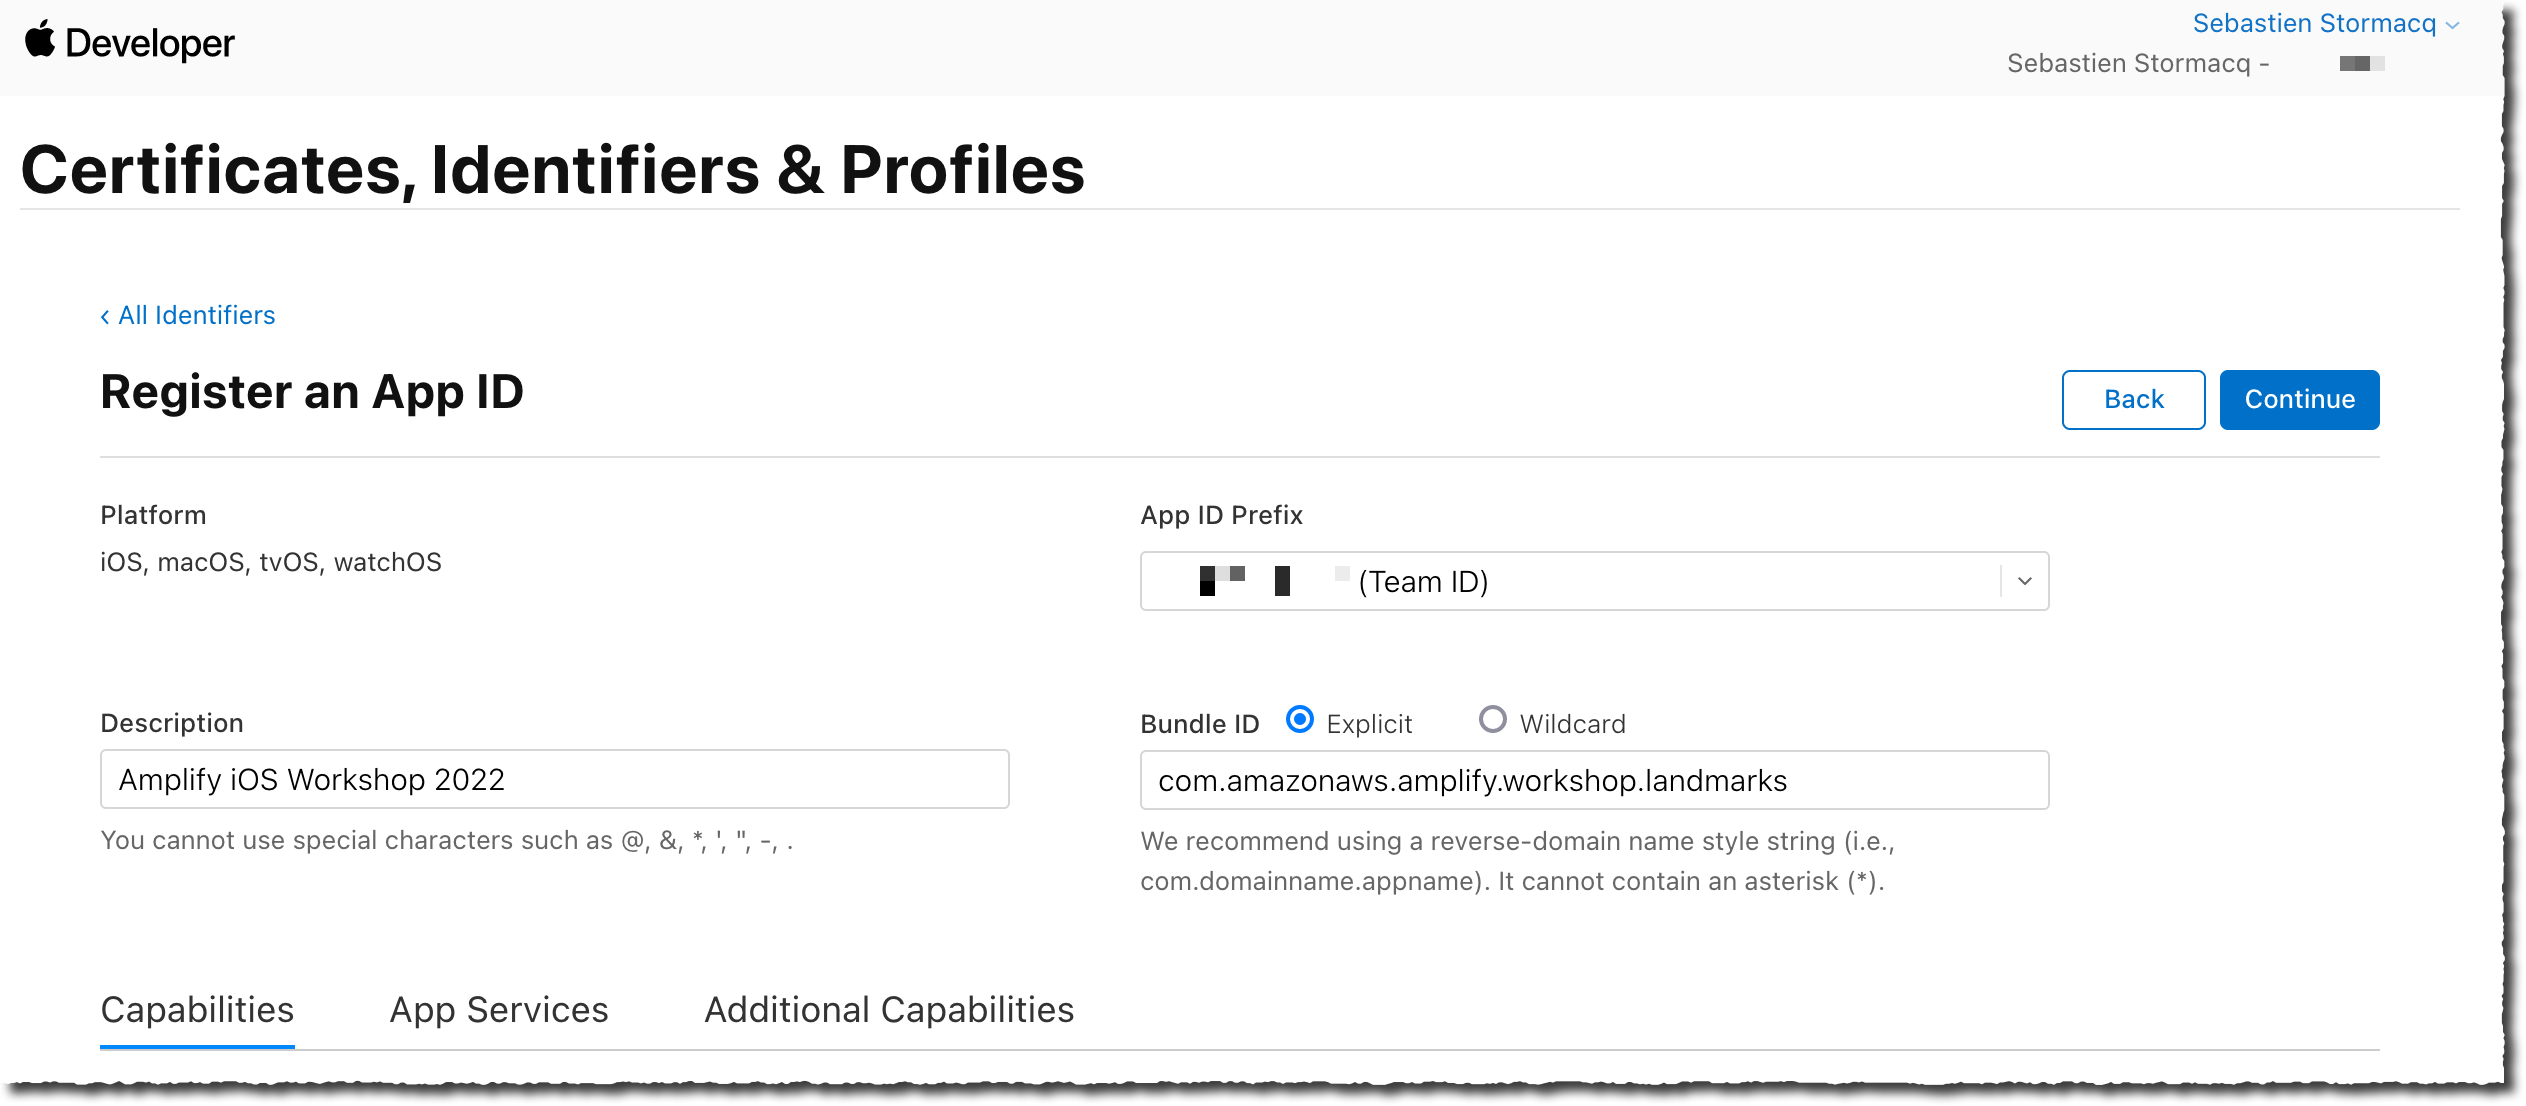 Developer
Sebastien Stormacq
Sebastien Stormacq -
Certificates, Identifiers & Profiles
‹ All Identifiers
Register an App ID
Back
Continue
Platform
iOS, macOS, tvOS, watchOS
App ID Prefix
(Team ID)
Description
Amplify iOS Workshop 2022
You cannot use special characters such as @, &, *, ', ", -, .
Bundle ID Explicit Wildcard
com.amazonaws.amplify.workshop.landmarks
We recommend using a reverse-domain name style string (i.e.,
com.domainname.appname). It cannot contain an asterisk (*).
Capabilities App Services Additional Capabilities